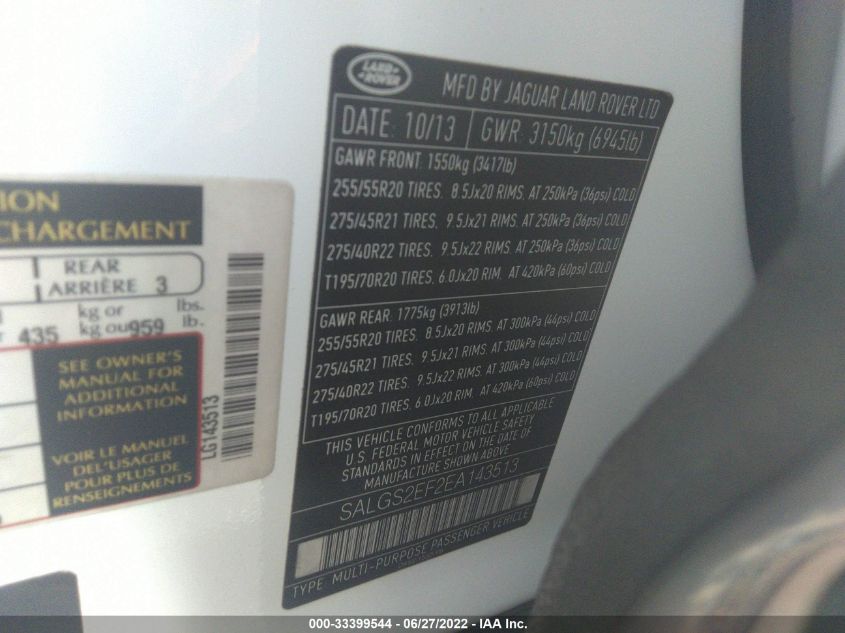 LAND ROVER
MFD BY JAGUAR LAND ROVER LTD
DATE: 10/13 GWR: 3150kg (6945lb)
GAWR FRONT: 1550kg (3417lb)
255/55R20 TIRES. 8.5Jx20 RIMS. AT 250kPa (36psi) COLD
275/45R21 TIRES. 9.5Jx21 RIMS. AT 250kPa (36psi) COLD
275/40R22 TIRES. 9.5Jx22 RIMS. AT 250kPa (36psi) COLD
T195/70R20 TIRES. 6.0Jx20 RIM. AT 420kPa (60psi) COLD
GAWR REAR: 1775kg (3913lb)
255/55R20 TIRES. 8.5Jx20 RIMS. AT 300kPa (44psi) COLD
275/45R21 TIRES. 9.5Jx21 RIMS. AT 300kPa (44psi) COLD
275/40R22 TIRES. 9.5Jx22 RIMS. AT 300kPa (44psi) COLD
T195/70R20 TIRES. 6.0Jx20 RIM. AT 420kPa (60psi) COLD
THIS VEHICLE CONFORMS TO ALL APPLICABLE
U.S. FEDERAL MOTOR VEHICLE SAFETY
STANDARDS IN EFFECT ON THE DATE OF
MANUFACTURE SHOWN ABOVE
SALGS2EF2EA143513
TYPE: MULTI-PURPOSE PASSENGER VEHICLE
TION
CHARGEMENT
REAR
ARRIÈRE 3
kg or lbs.
435 kg ou 959 lb.
SEE OWNER'S
MANUAL FOR
ADDITIONAL
INFORMATION
VOIR LE MANUEL
DEL'USAGER
POUR PLUS DE
RENSEIGNEMENTS
LG143513
000-33399544 - 06/27/2022 - IAA Inc.